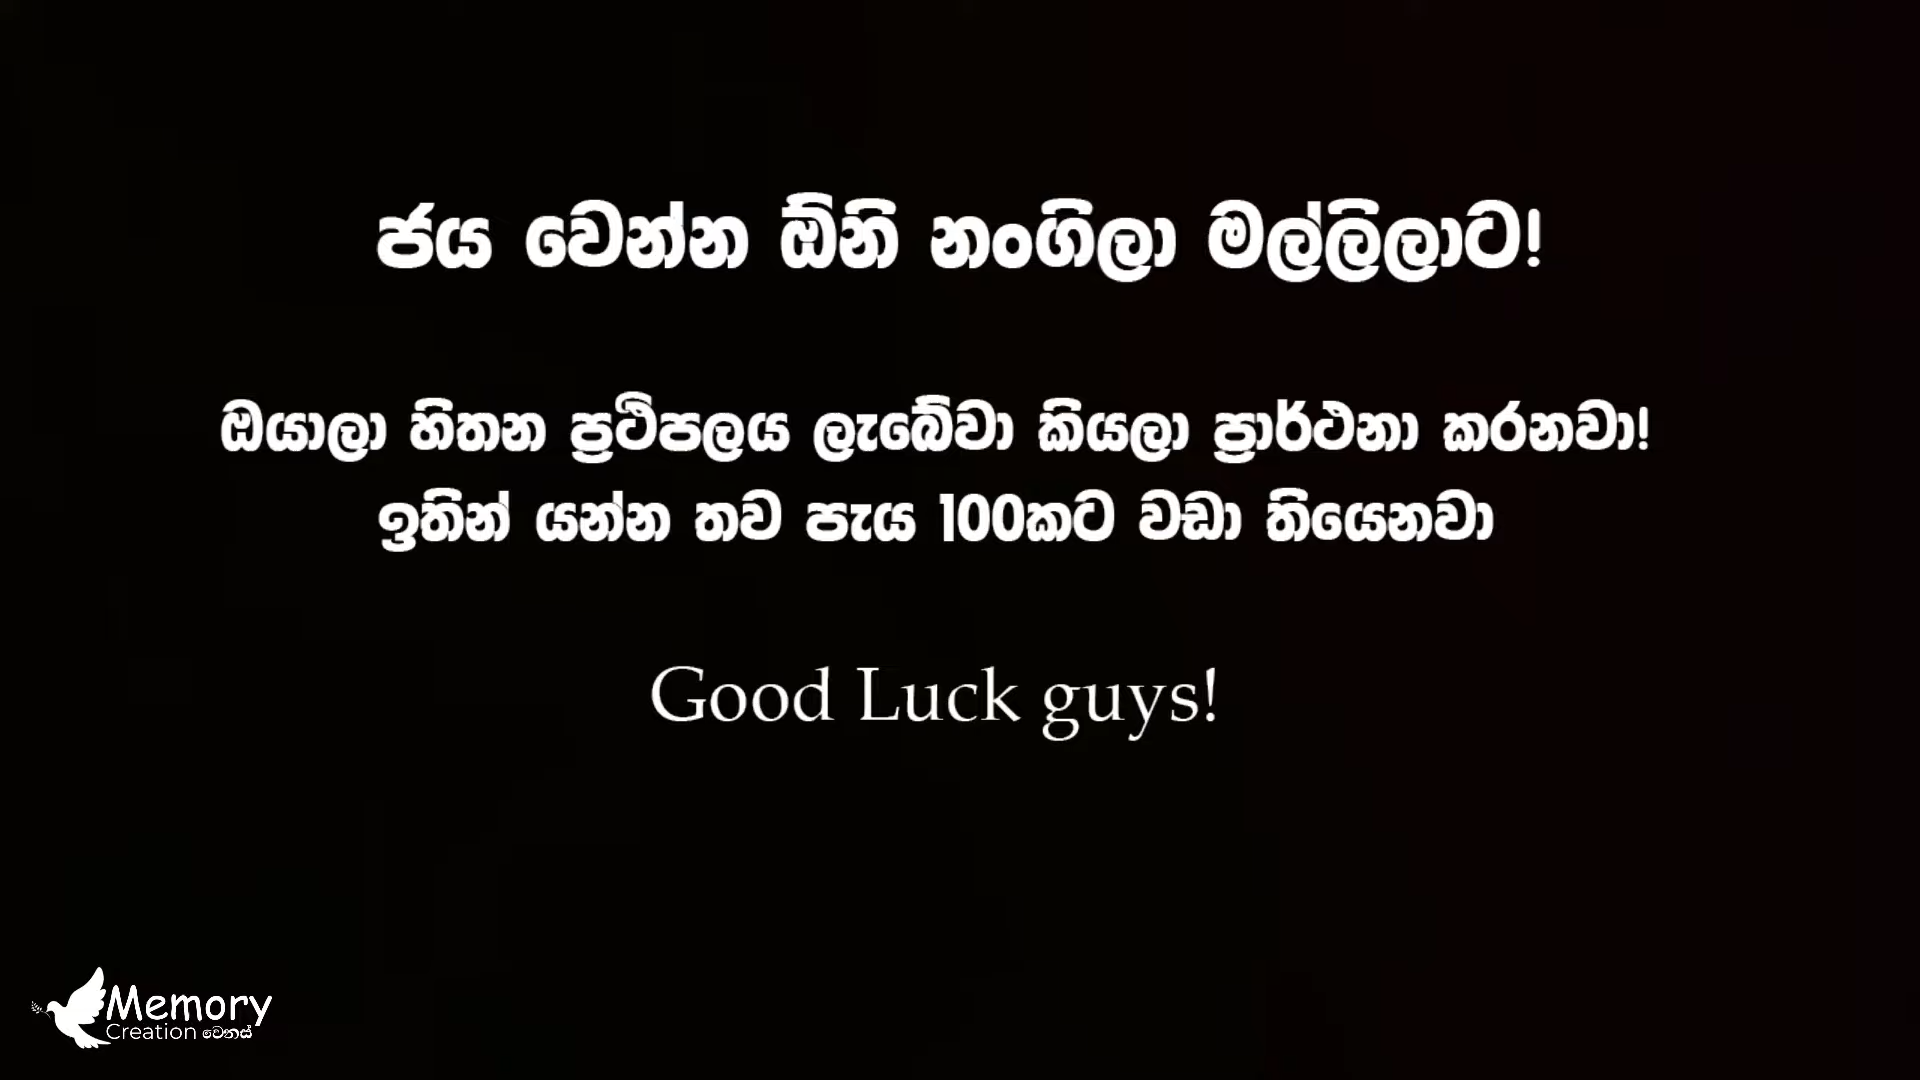 ජය වෙන්න ඕනි නංගිලා මල්ලිලාට!
ඔයාලා හිතන ප්‍රථිපලය ලැබේවා කියලා ප්‍රාර්ථනා කරනවා!
ඉතින් යන්න තව පැය 100කට වඩා තියෙනවා
Good Luck guys!
Memory
Creation වෙනස්